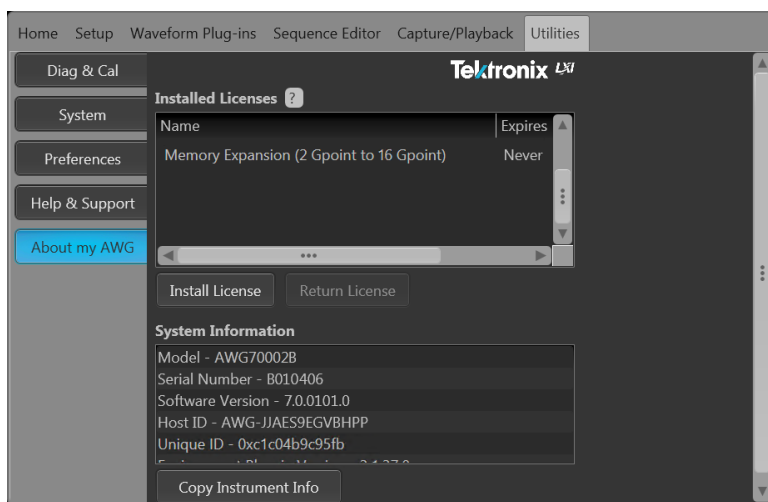 Home Setup Waveform Plug-ins Sequence Editor Capture/Playback Utilities
Diag & Cal
System
Preferences
Help & Support
About my AWG
Tektronix LXI
Installed Licenses ?
Name Expires
Memory Expansion (2 Gpoint to 16 Gpoint) Never
Install License Return License
System Information
Model - AWG70002B
Serial Number - B010406
Software Version - 7.0.0101.0
Host ID - AWG-JJAES9EGVBHPP
Unique ID - 0xc1c04b9c95fb
Copy Instrument Info